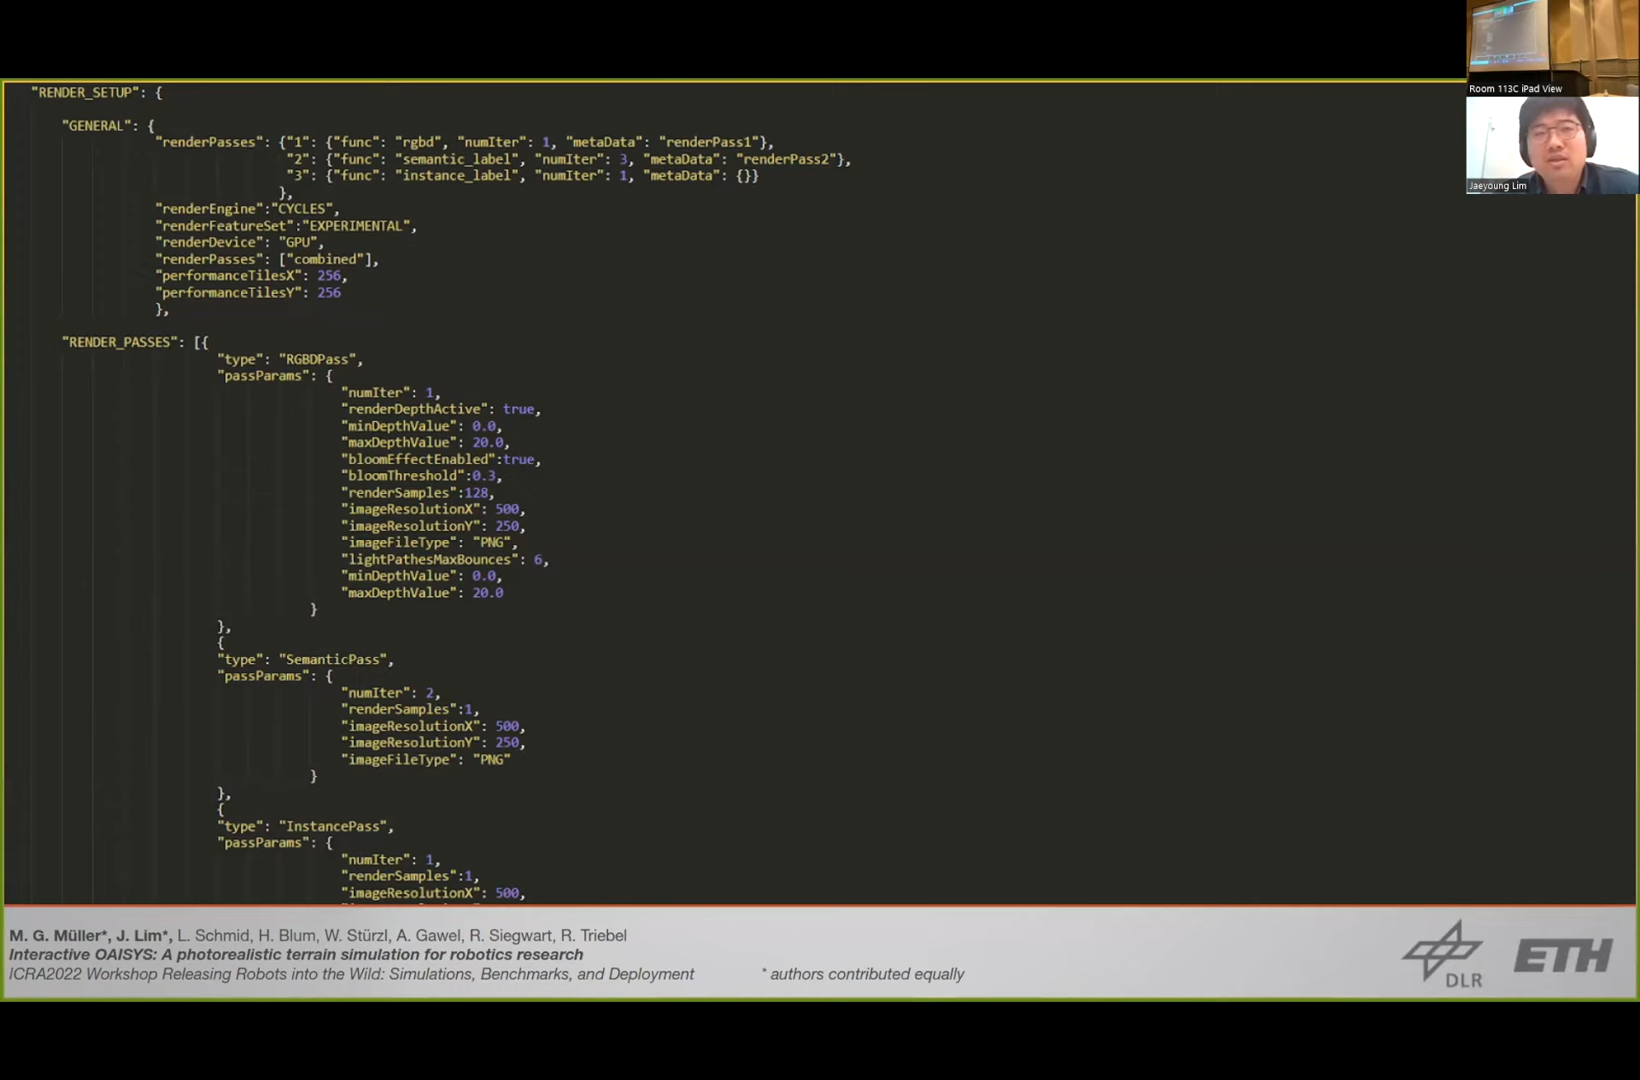 "RENDER_SETUP": {
"GENERAL": {
"renderPasses": {"1": {"func": "rgbd", "numIter": 1, "metaData": "renderPass1"},
"2": {"func": "semantic_label", "numIter": 3, "metaData": "renderPass2"},
"3": {"func": "instance_label", "numIter": 1, "metaData": {}}
},
"renderEngine":"CYCLES",
"renderFeatureSet":"EXPERIMENTAL",
"renderDevice": "GPU",
"renderPasses": ["combined"],
"performanceTilesX": 256,
"performanceTilesY": 256
},
"RENDER_PASSES": [{
"type": "RGBDPass",
"passParams": {
"numIter": 1,
"renderDepthActive": true,
"minDepthValue": 0.0,
"maxDepthValue": 20.0,
"bloomEffectEnabled":true,
"bloomThreshold":0.3,
"renderSamples":128,
"imageResolutionX": 500,
"imageResolutionY": 250,
"imageFileType": "PNG",
"lightPathesMaxBounces": 6,
"minDepthValue": 0.0,
"maxDepthValue": 20.0
}
},
{
"type": "SemanticPass",
"passParams": {
"numIter": 2,
"renderSamples":1,
"imageResolutionX": 500,
"imageResolutionY": 250,
"imageFileType": "PNG"
}
},
{
"type": "InstancePass",
"passParams": {
"numIter": 1,
"renderSamples":1,
"imageResolutionX": 500,
Room 113C iPad View
Jaeyoung Lim
M. G. Müller*, J. Lim*, L. Schmid, H. Blum, W. Stürzl, A. Gawel, R. Siegwart, R. Triebel
Interactive OAISYS: A photorealistic terrain simulation for robotics research
ICRA2022 Workshop Releasing Robots into the Wild: Simulations, Benchmarks, and Deployment
* authors contributed equally
DLR
ETH